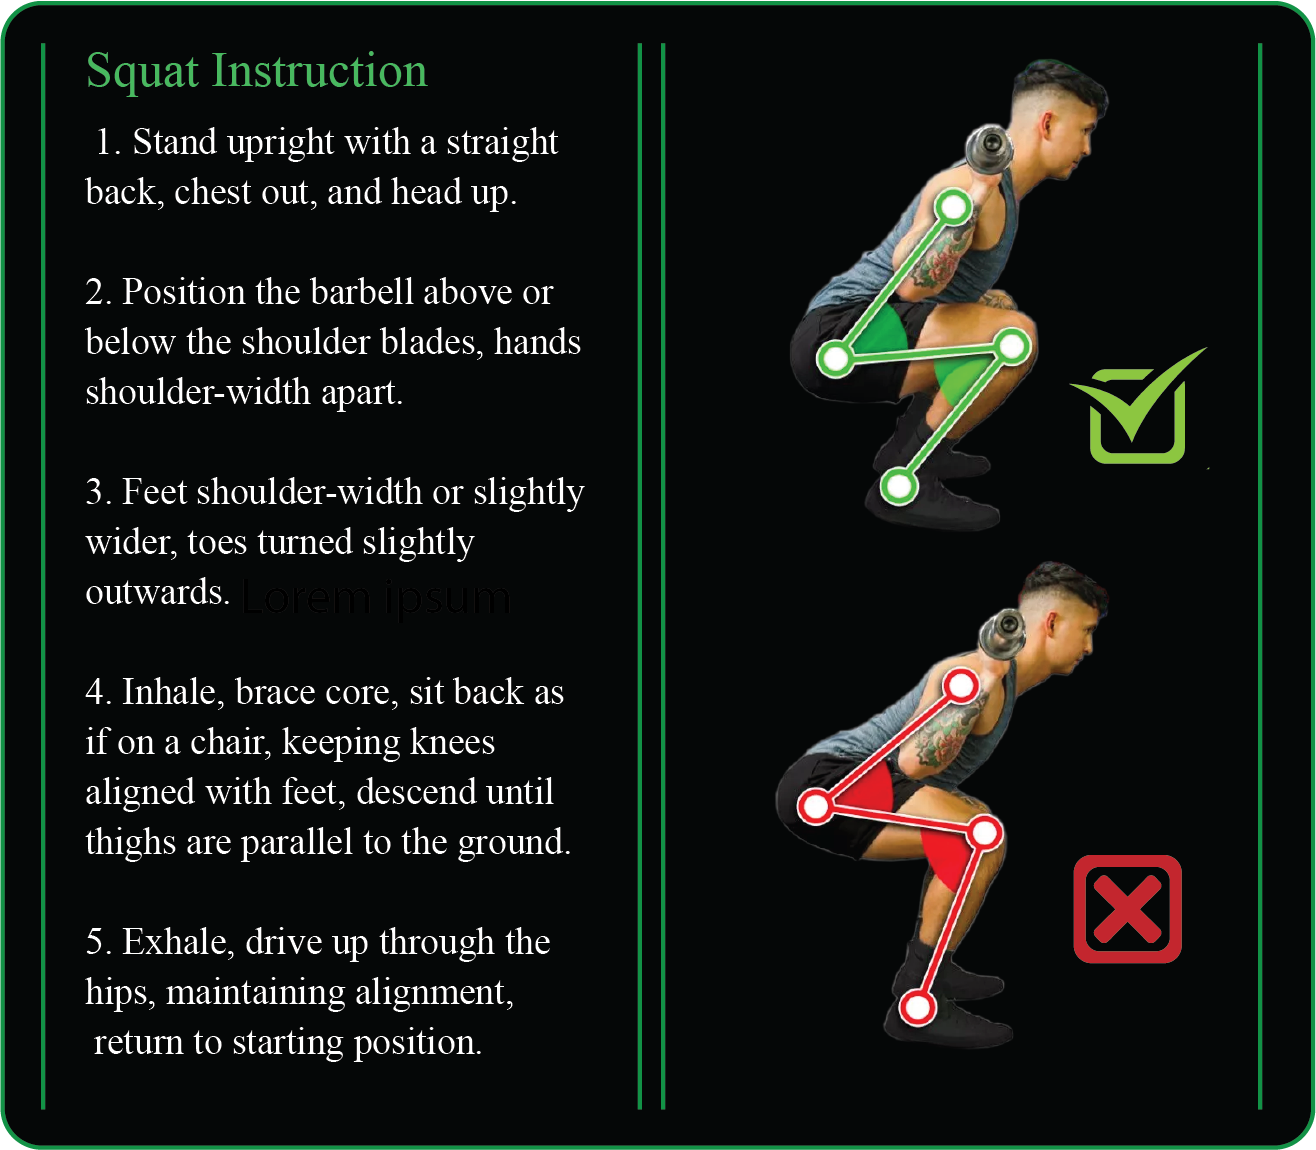 Squat Instruction
1. Stand upright with a straight
back, chest out, and head up.
2. Position the barbell above or
below the shoulder blades, hands
shoulder-width apart.
3. Feet shoulder-width or slightly
wider, toes turned slightly
outwards. Lorem ipsum
4. Inhale, brace core, sit back as
if on a chair, keeping knees
aligned with feet, descend until
thighs are parallel to the ground.
5. Exhale, drive up through the
hips, maintaining alignment,
return to starting position.